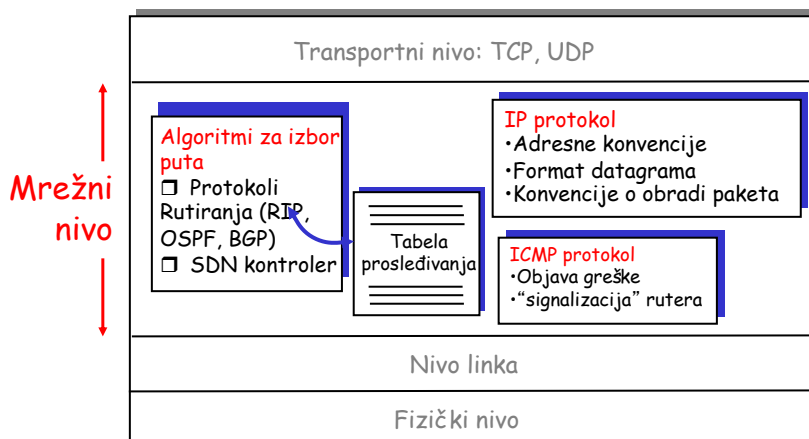 Transportni nivo: TCP, UDP
Mrežni
nivo
Algoritmi za izbor
puta
❒ Protokoli
Rutiranja (RIP,
OSPF, BGP)
❒ SDN kontroler
Tabela
prosleđivanja
IP protokol
•Adresne konvencije
•Format datagrama
•Konvencije o obradi paketa
ICMP protokol
•Objava greške
•“signalizacija” rutera
Nivo linka
Fizički nivo